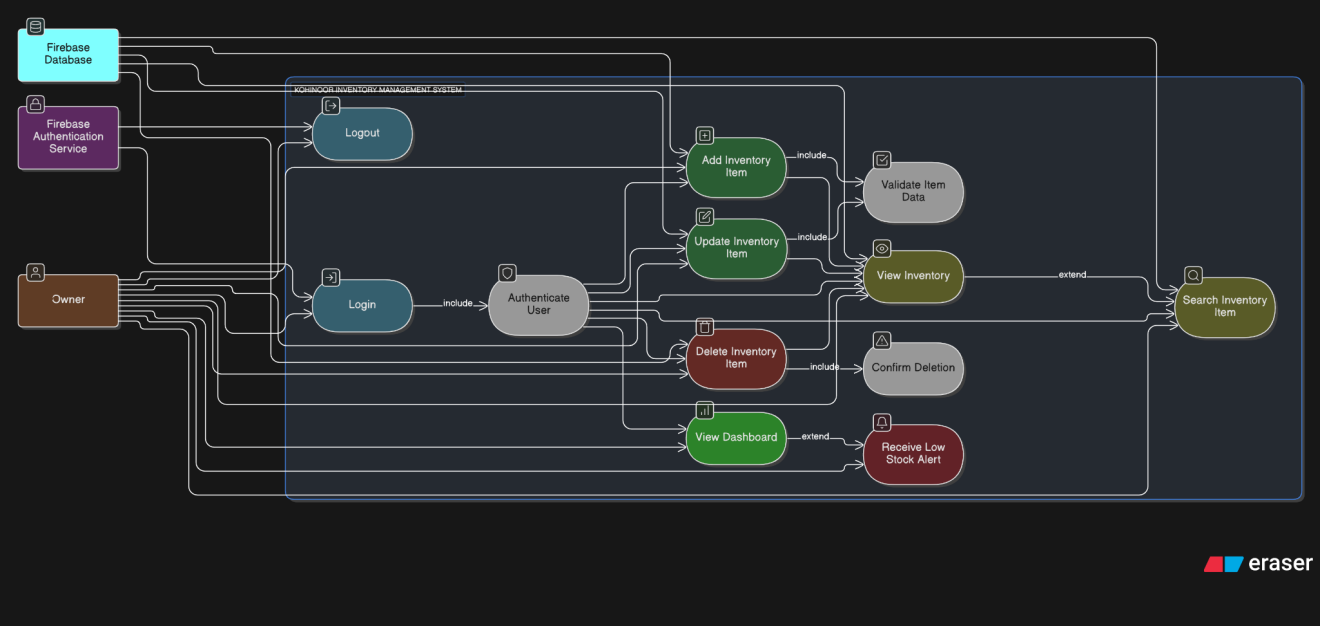 Firebase
Database
KOHINOOR INVENTORY MANAGEMENT SYSTEM
Firebase
Authentication
Service
Logout
Add Inventory
Item
include
Validate Item
Data
Update Inventory
Item
include
View Inventory
extend
Search Inventory
Item
Owner
Login
include
Authenticate
User
Delete Inventory
Item
include
Confirm Deletion
View Dashboard
extend
Receive Low
Stock Alert
eraser